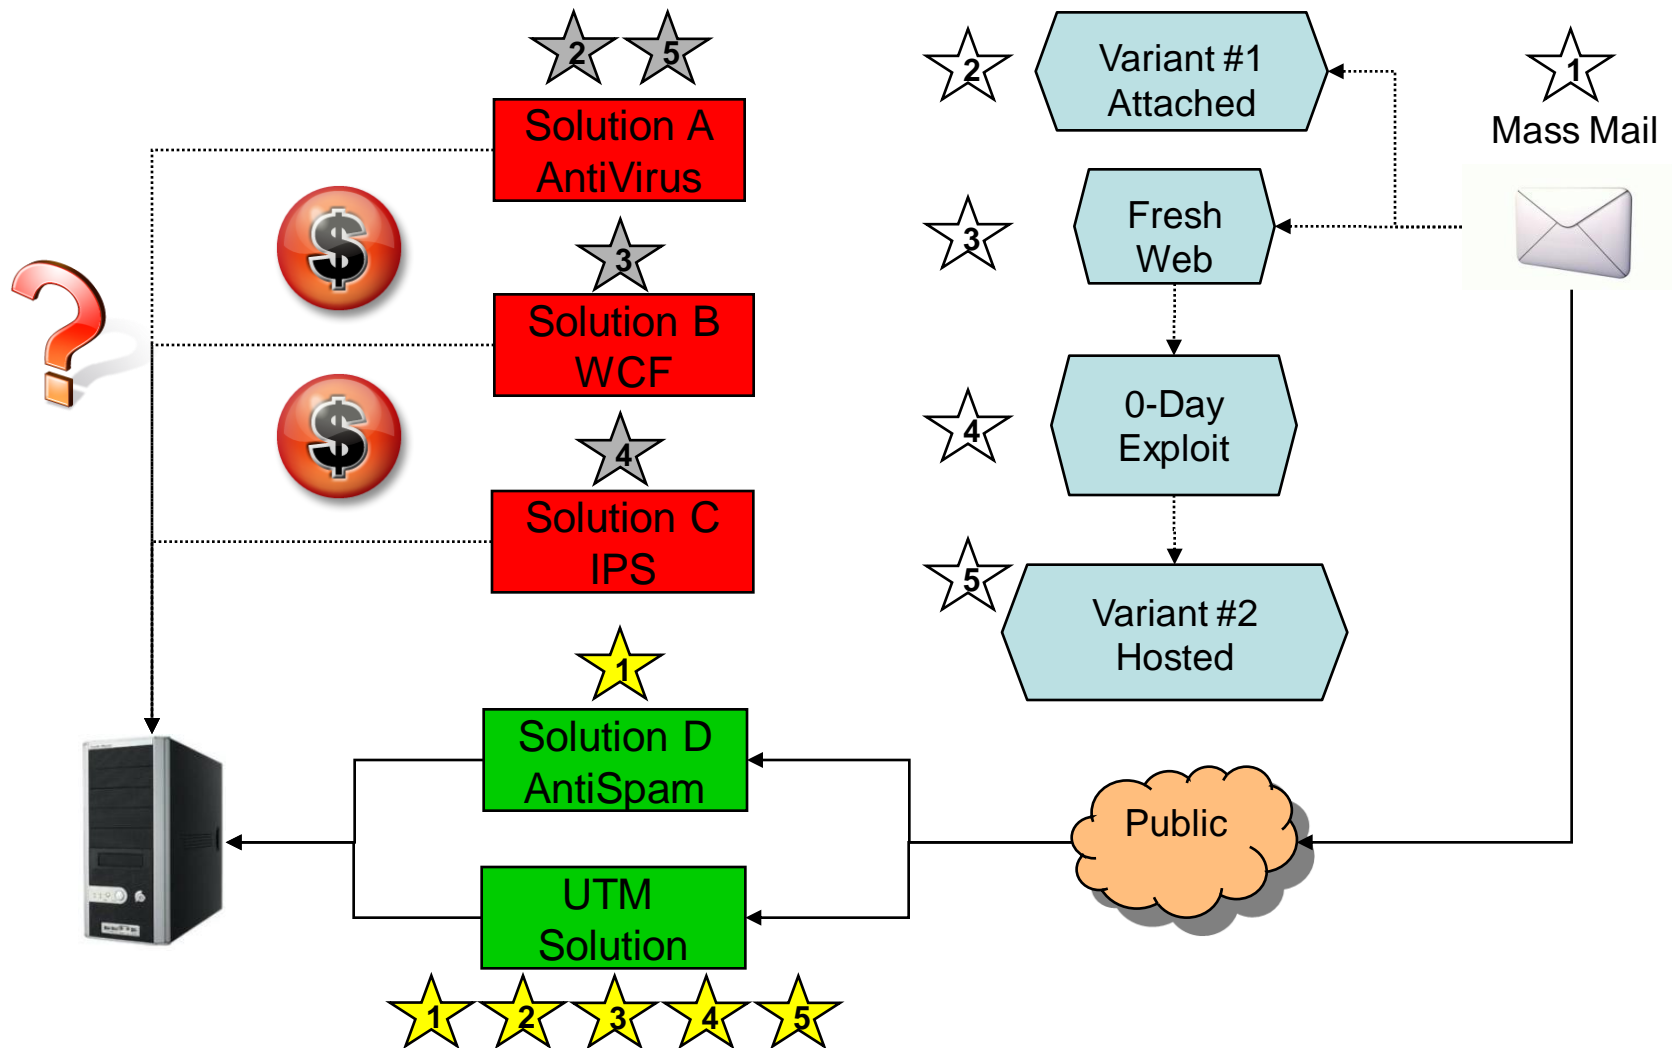 2 5
Solution A
AntiVirus
3
Solution B
WCF
4
Solution C
IPS
1
Solution D
AntiSpam
UTM
Solution
1 2 3 4 5
2
Variant #1
Attached
3
Fresh
Web
4
0-Day
Exploit
5
Variant #2
Hosted
1
Mass Mail
Public
$
$
?